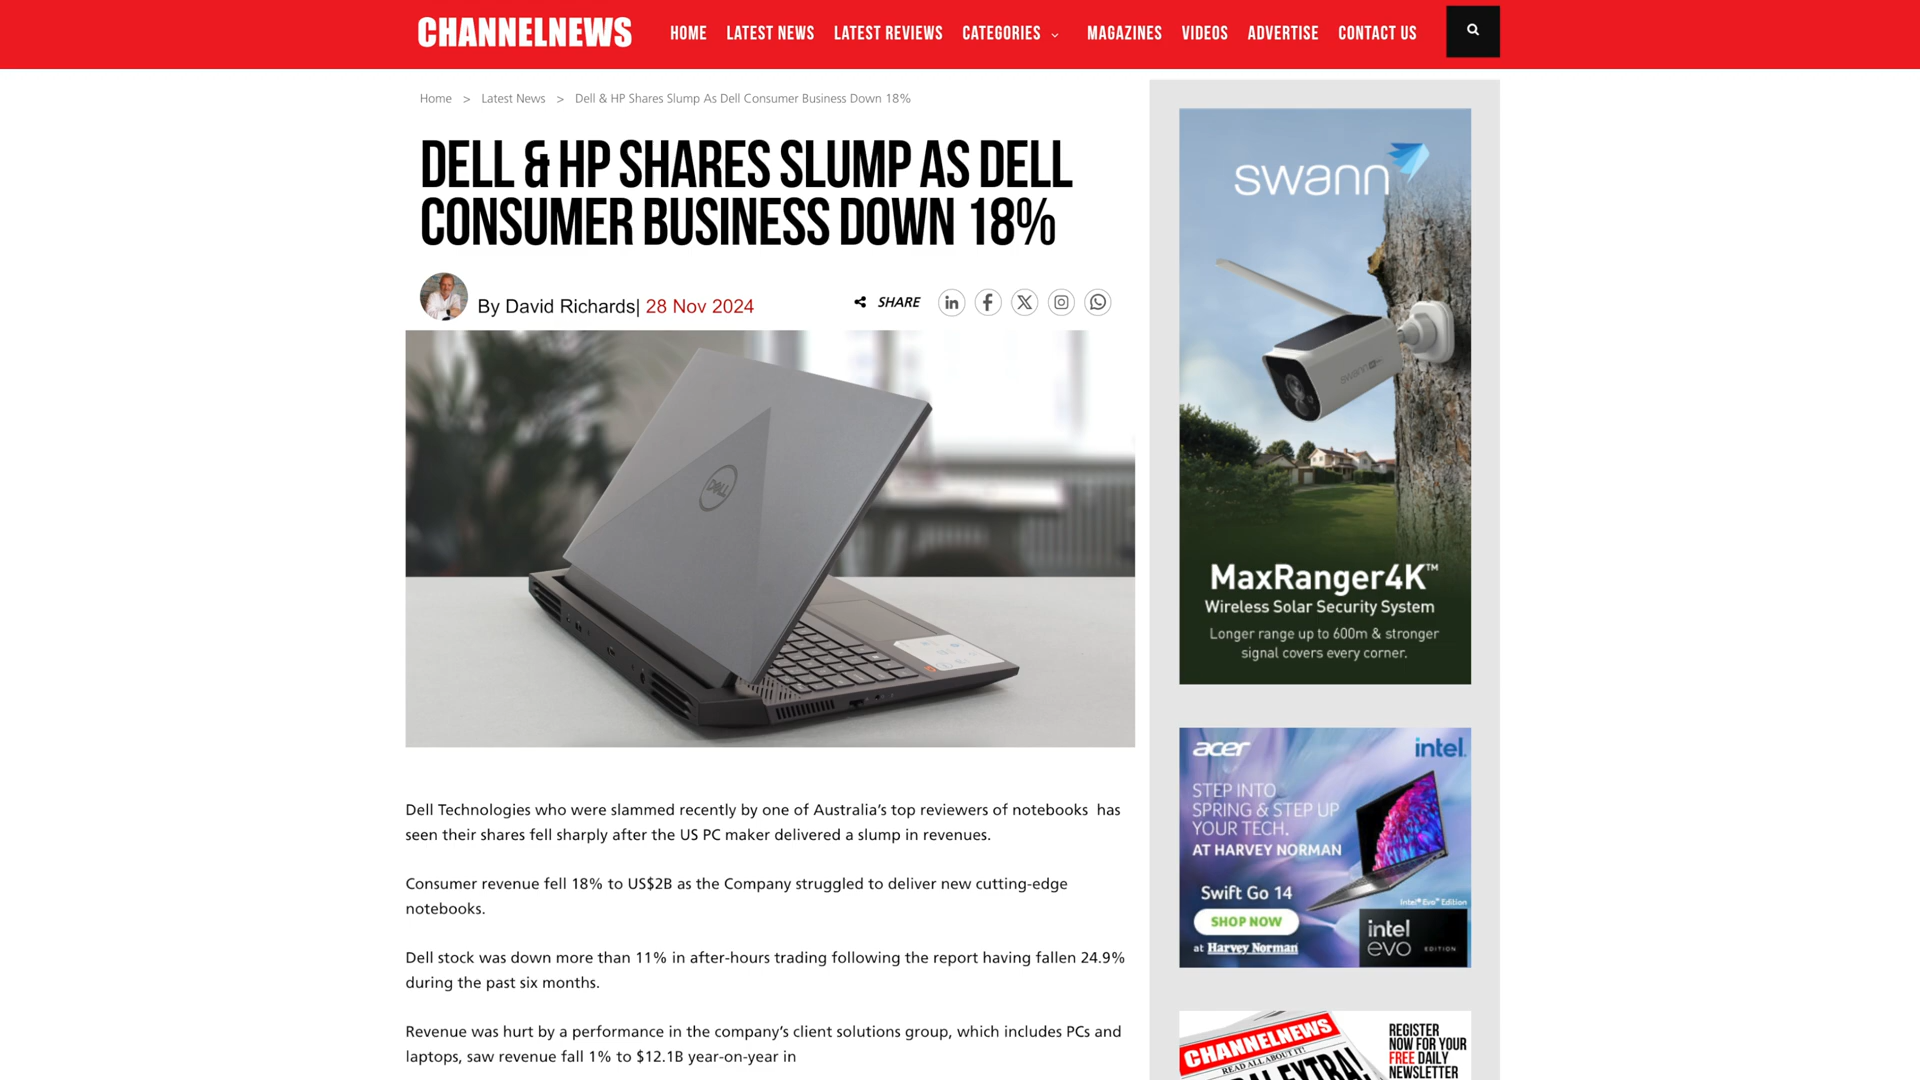 CHANNELNEWS
HOME LATEST NEWS LATEST REVIEWS CATEGORIES MAGAZINES VIDEOS ADVERTISE CONTACT US
Home > Latest News > Dell & HP Shares Slump As Dell Consumer Business Down 18%
DELL & HP SHARES SLUMP AS DELL
CONSUMER BUSINESS DOWN 18%
By David Richards| 28 Nov 2024
SHARE
DELL
Dell Technologies who were slammed recently by one of Australia’s top reviewers of notebooks has
seen their shares fell sharply after the US PC maker delivered a slump in revenues.
Consumer revenue fell 18% to US$2B as the Company struggled to deliver new cutting-edge
notebooks.
Dell stock was down more than 11% in after-hours trading following the report having fallen 24.9%
during the past six months.
Revenue was hurt by a performance in the company’s client solutions group, which includes PCs and
laptops, saw revenue fall 1% to $12.1B year-on-year in
swann
swann
MaxRanger4K™
Wireless Solar Security System
Longer range up to 600m & stronger
signal covers every corner.
acer
intel.
STEP INTO
SPRING & STEP UP
YOUR TECH.
AT HARVEY NORMAN
Swift Go 14
SHOP NOW
at Harvey Norman
Intel® Evo™ Edition
intel
evo EDITION
CHANNELNEWS
READ ALL ABOUT IT!
EXTRA!
REGISTER
NOW FOR YOUR
FREE DAILY
NEWSLETTER